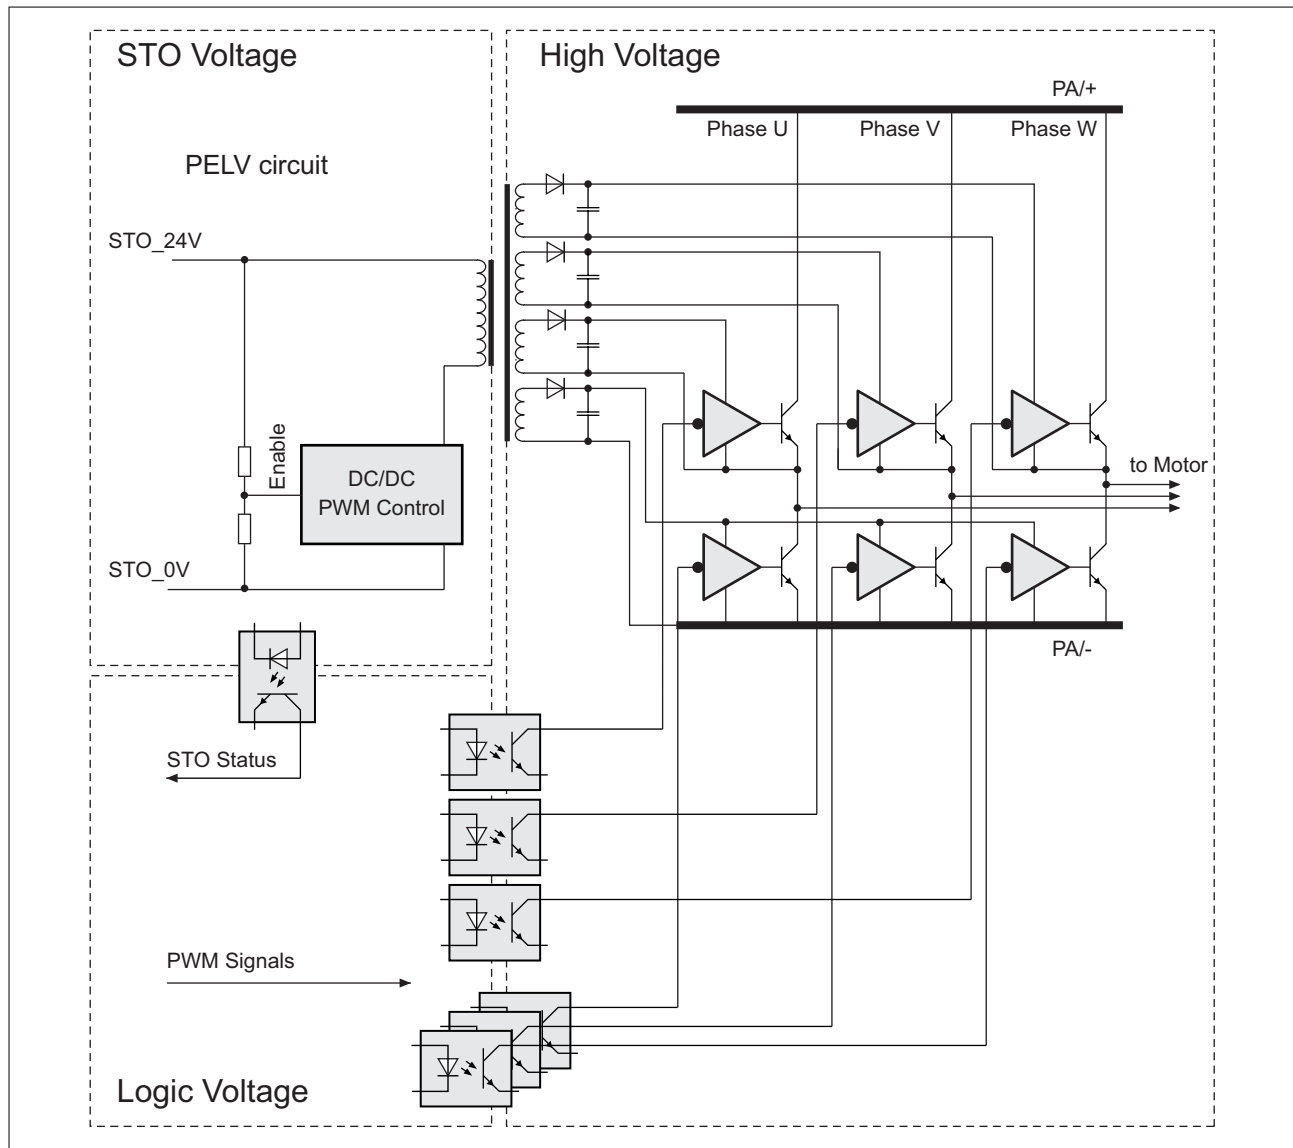 STO Voltage
High Voltage
PA/+
Phase U
Phase V
Phase W
PELV circuit
STO_24V
Enable
DC/DC
PWM Control
to Motor
STO_0V
PA/-
STO Status
PWM Signals
Logic Voltage